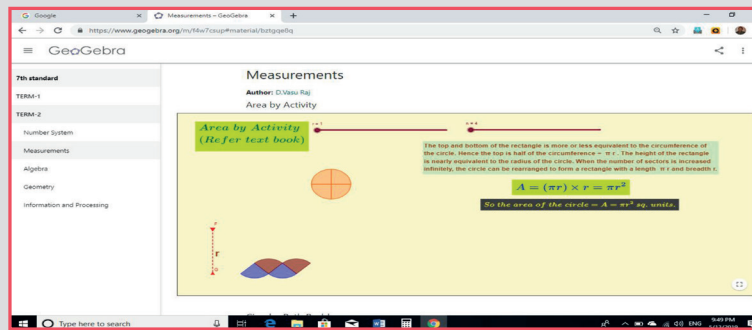 Google
Measurements – GeoGebra
https://www.geogebra.org/m/f4w7csup#material/bztgqe8q
GeoGebra
7th standard
TERM-1
TERM-2
Number System
Measurements
Algebra
Geometry
Information and Processing
Measurements
Author: D.Vasu Raj
Area by Activity
Area by Activity
(Refer text book)
The top and bottom of the rectangle is more or less equivalent to the circumference of
the circle. Hence the top is half of the circumference = π r. The height of the rectangle
is nearly equivalent to the radius of the circle. When the number of sectors is increased
infinitely, the circle can be rearranged to form a rectangle with a length π r and breadth r.
A = (πr) × r = πr²
So the area of the circle = A = πr² sq. units.
r
Type here to search
ENG
9:49 PM